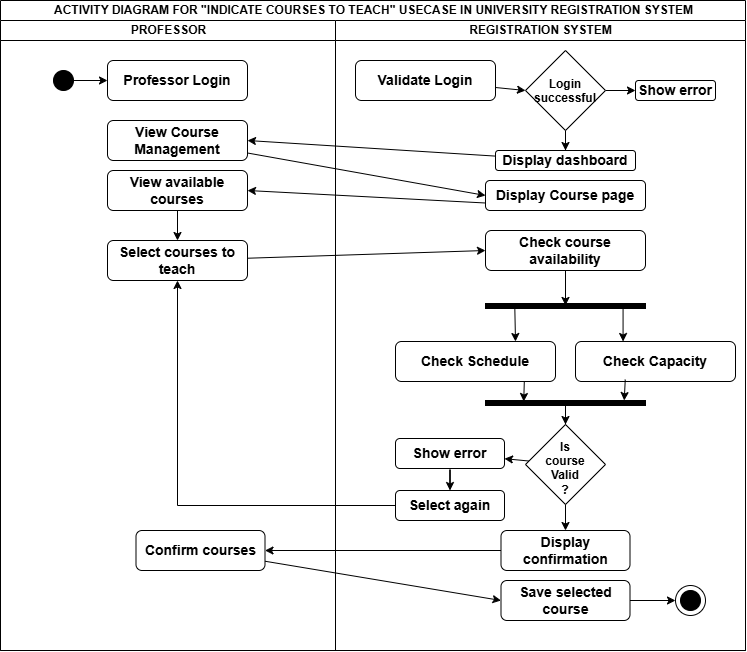 ACTIVITY DIAGRAM FOR "INDICATE COURSES TO TEACH" USECASE IN UNIVERSITY REGISTRATION SYSTEM
PROFESSOR
REGISTRATION SYSTEM
Professor Login
Validate Login
Login
successful
Show error
View Course
Management
Display dashboard
View available
courses
Display Course page
Select courses to
teach
Check course
availability
Check Schedule
Check Capacity
Is
course
Valid
?
Show error
Select again
Display
confirmation
Confirm courses
Save selected
course